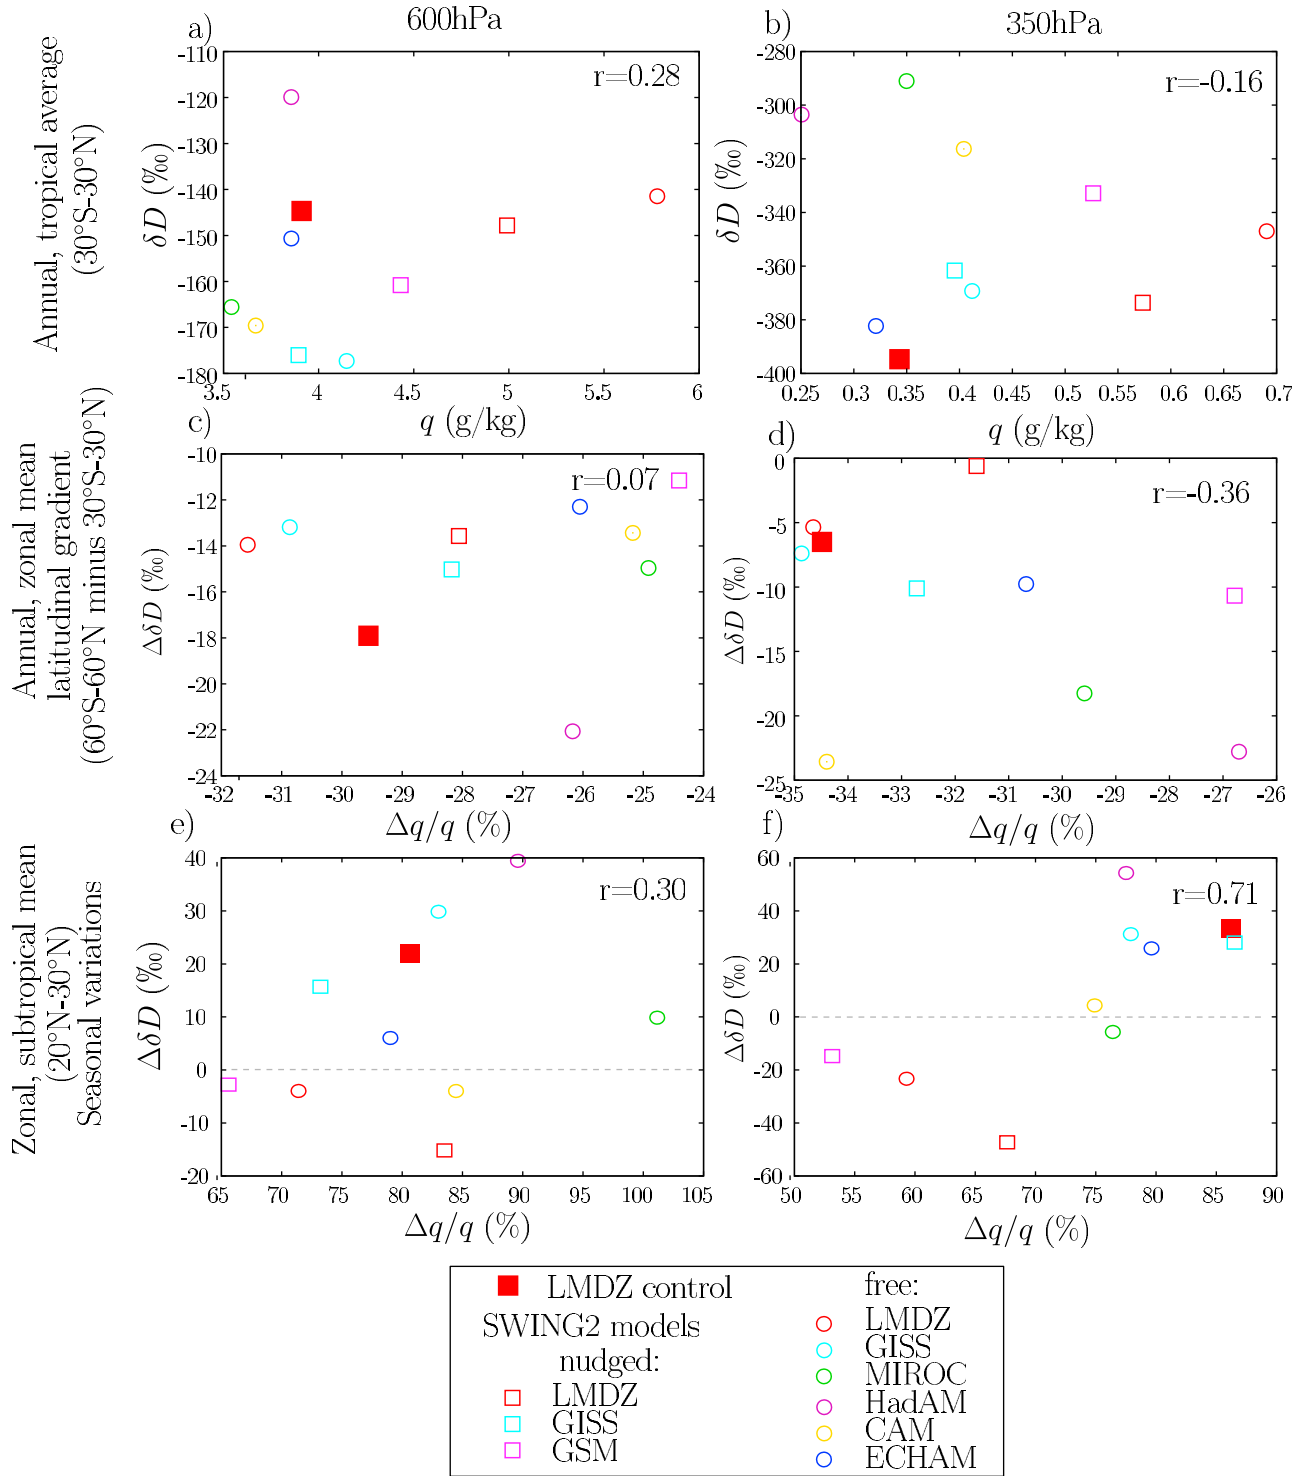 600hPa
350hPa
a)
b)
Annual, tropical average
(30°S-30°N)
δD (‰)
-110
-120
-130
-140
-150
-160
-170
-180
r=0.28
3.5
4
4.5
5
5.5
6
q (g/kg)
δD (‰)
-280
-300
-320
-340
-360
-380
-400
r=-0.16
0.25
0.3
0.35
0.4
0.45
0.5
0.55
0.6
0.65
0.7
q (g/kg)
c)
d)
Annual, zonal mean
latitudinal gradient
(60°S-60°N minus 30°S-30°N)
ΔδD (‰)
-10
-12
-14
-16
-18
-20
-22
-24
r=0.07
-32
-31
-30
-29
-28
-27
-26
-25
-24
Δq/q (%)
ΔδD (‰)
0
-5
-10
-15
-20
-25
r=-0.36
-35
-34
-33
-32
-31
-30
-29
-28
-27
-26
Δq/q (%)
e)
f)
Zonal, subtropical mean
(20°N-30°N)
Seasonal variations
ΔδD (‰)
40
30
20
10
0
-10
-20
r=0.30
65
70
75
80
85
90
95
100
105
Δq/q (%)
ΔδD (‰)
60
40
20
0
-20
-40
-60
r=0.71
50
55
60
65
70
75
80
85
90
Δq/q (%)
LMDZ control
SWING2 models
nudged:
LMDZ
GISS
GSM
free:
LMDZ
GISS
MIROC
HadAM
CAM
ECHAM